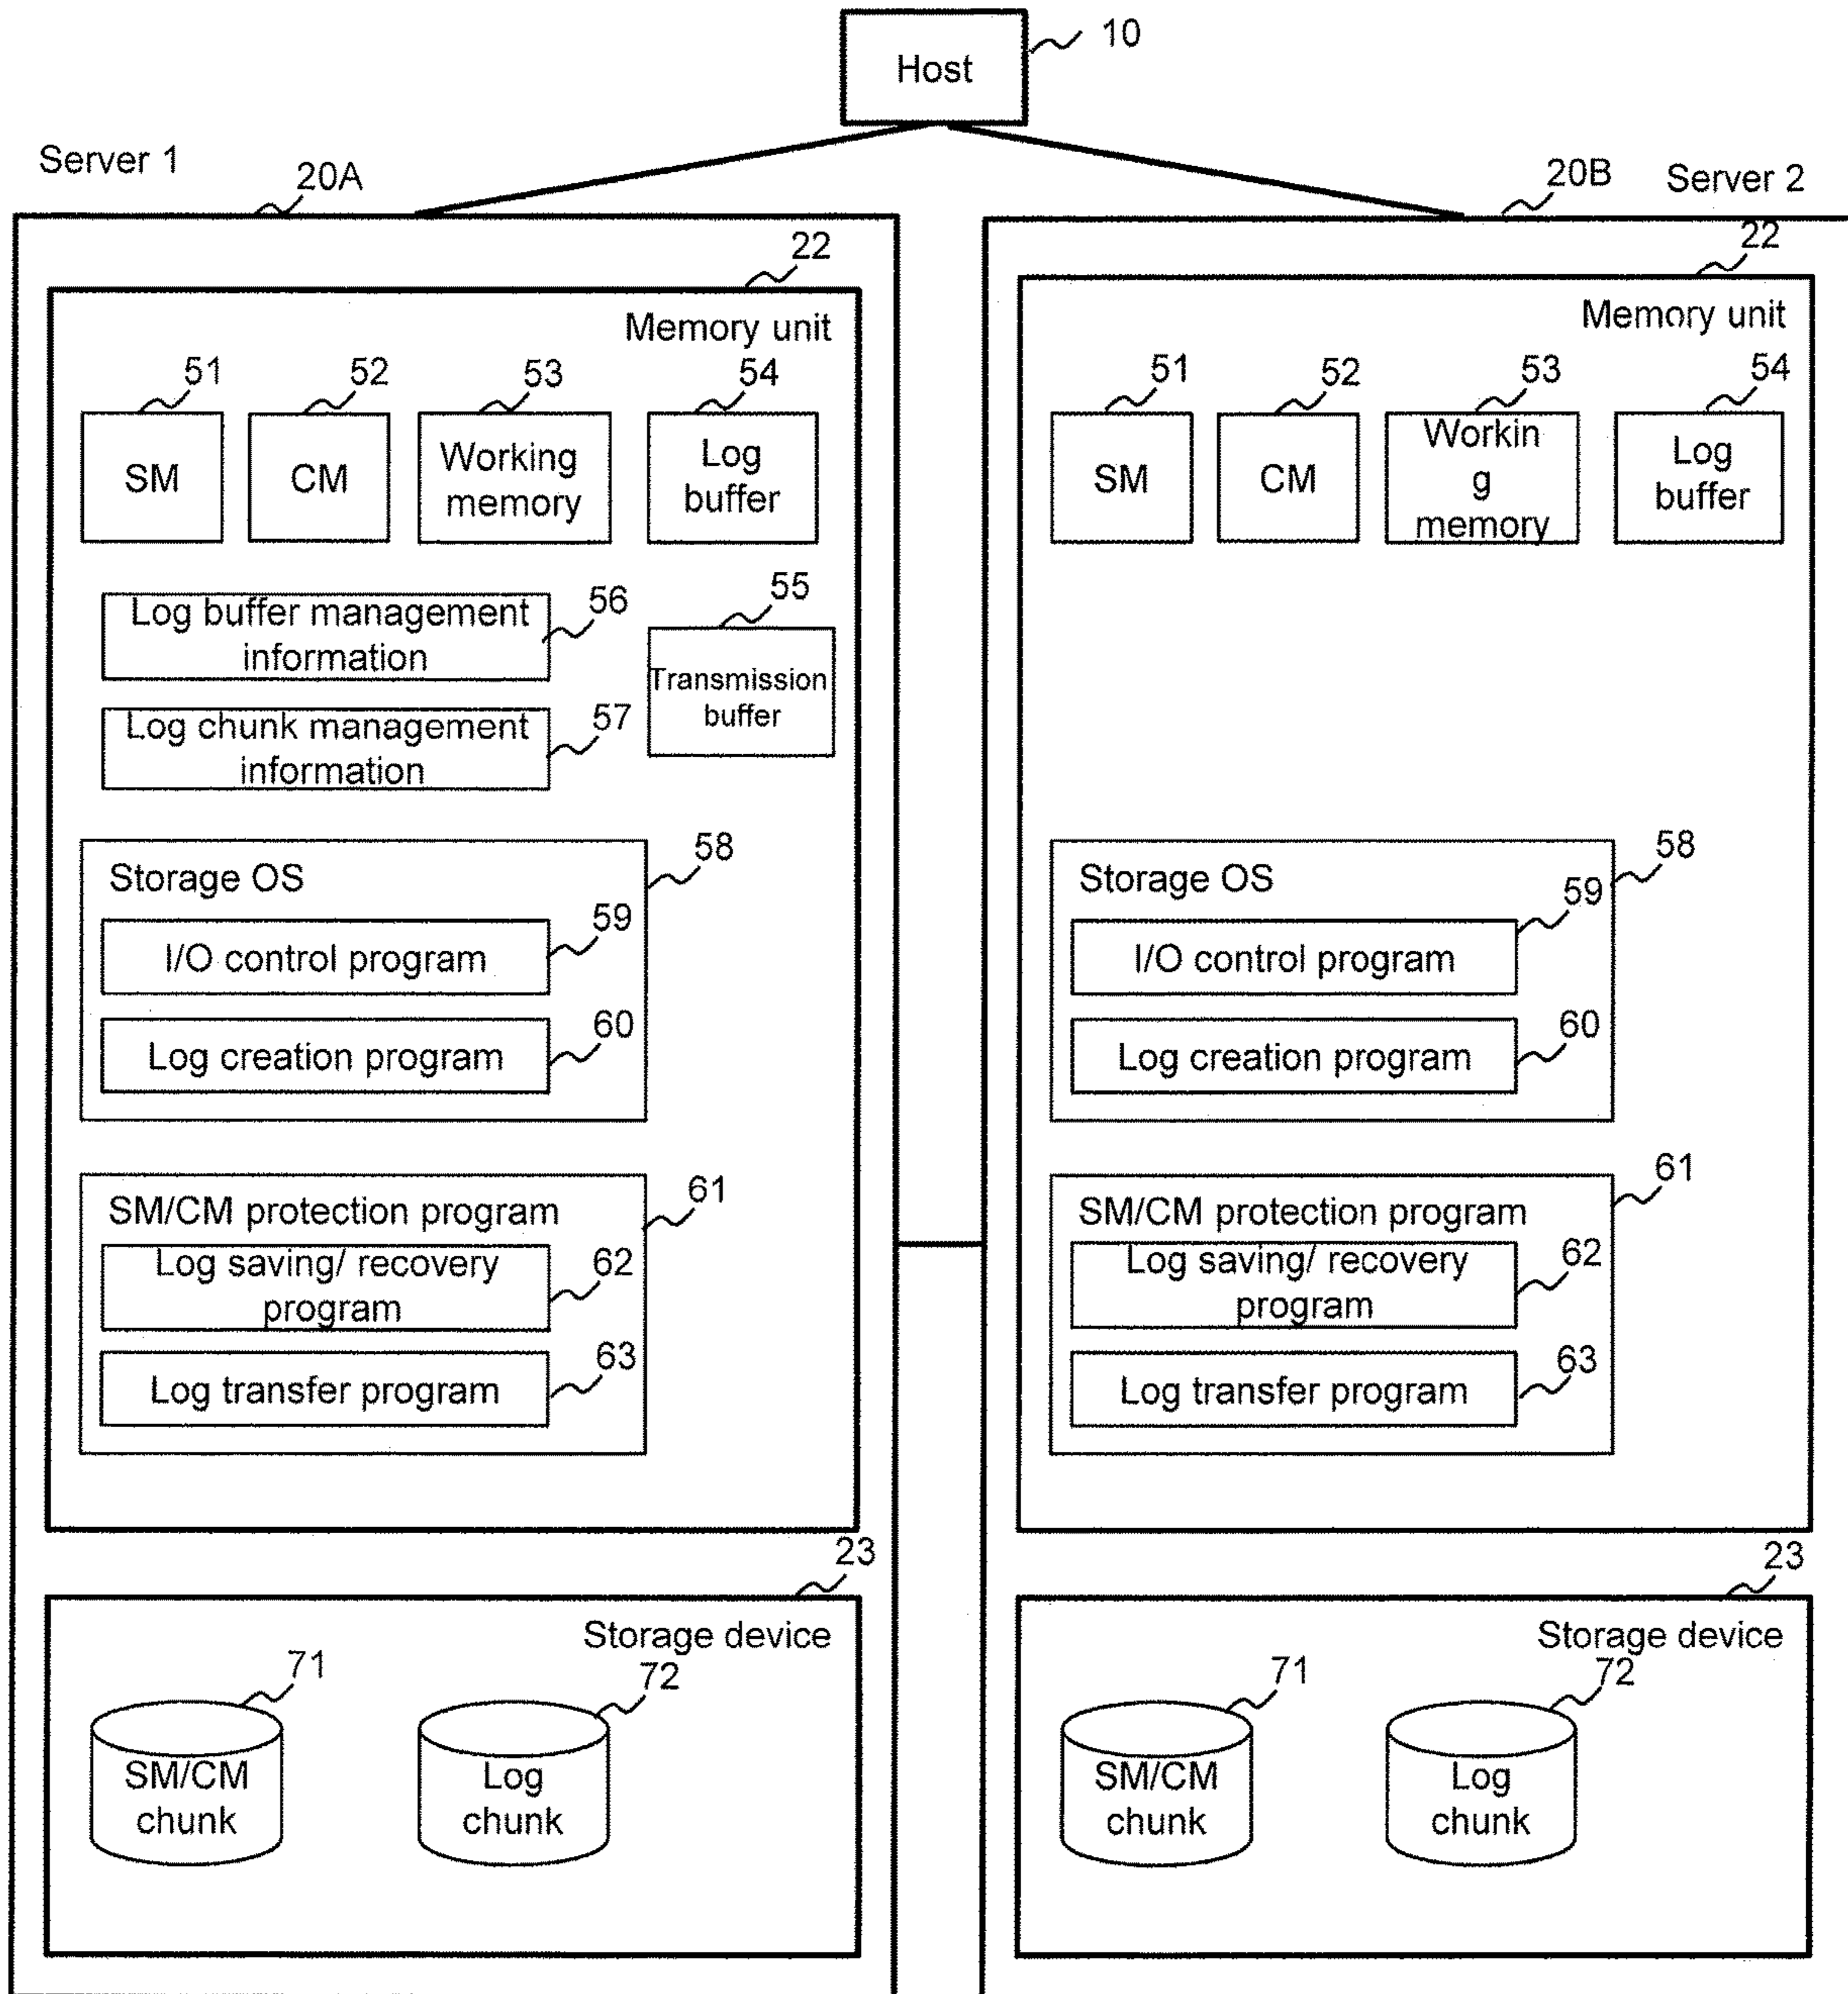 Host
10
Server 1
20A
20B
Server 2
22
Memory unit
51
52
53
54
SM
CM
Working
memory
Log
buffer
Log buffer management
information
56
55
Transmission
buffer
Log chunk management
information
57
58
Storage OS
59
I/O control program
60
Log creation program
61
SM/CM protection program
Log saving/ recovery
program
62
63
Log transfer program
23
Storage device
71
72
SM/CM
chunk
Log
chunk
22
Memory unit
51
52
53
54
SM
CM
Workin
g
memory
Log
buffer
58
Storage OS
59
I/O control program
60
Log creation program
61
SM/CM protection program
Log saving/ recovery
program
62
63
Log transfer program
23
Storage device
71
72
SM/CM
chunk
Log
chunk